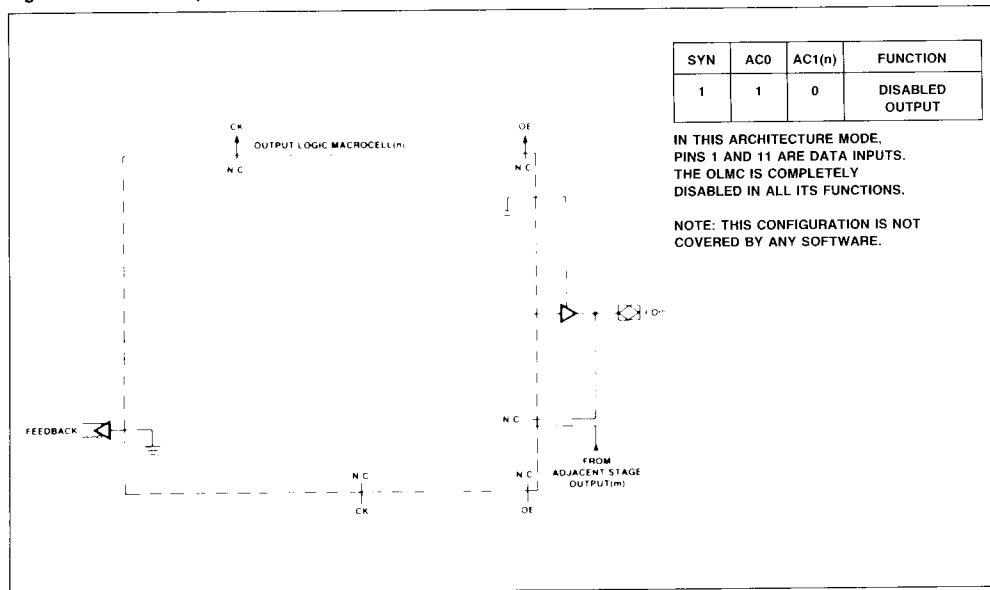 SYN AC0 AC1(n) FUNCTION
1 1 0 DISABLED
OUTPUT
IN THIS ARCHITECTURE MODE,
PINS 1 AND 11 ARE DATA INPUTS.
THE OLMC IS COMPLETELY
DISABLED IN ALL ITS FUNCTIONS.
NOTE: THIS CONFIGURATION IS NOT
COVERED BY ANY SOFTWARE.
CK
OUTPUT LOGIC MACROCELL(n)
OE
NC
NC
FEEDBACK
NC
FROM
ADJACENT STAGE
OUTPUT(m)
NC
CK
NC
OE